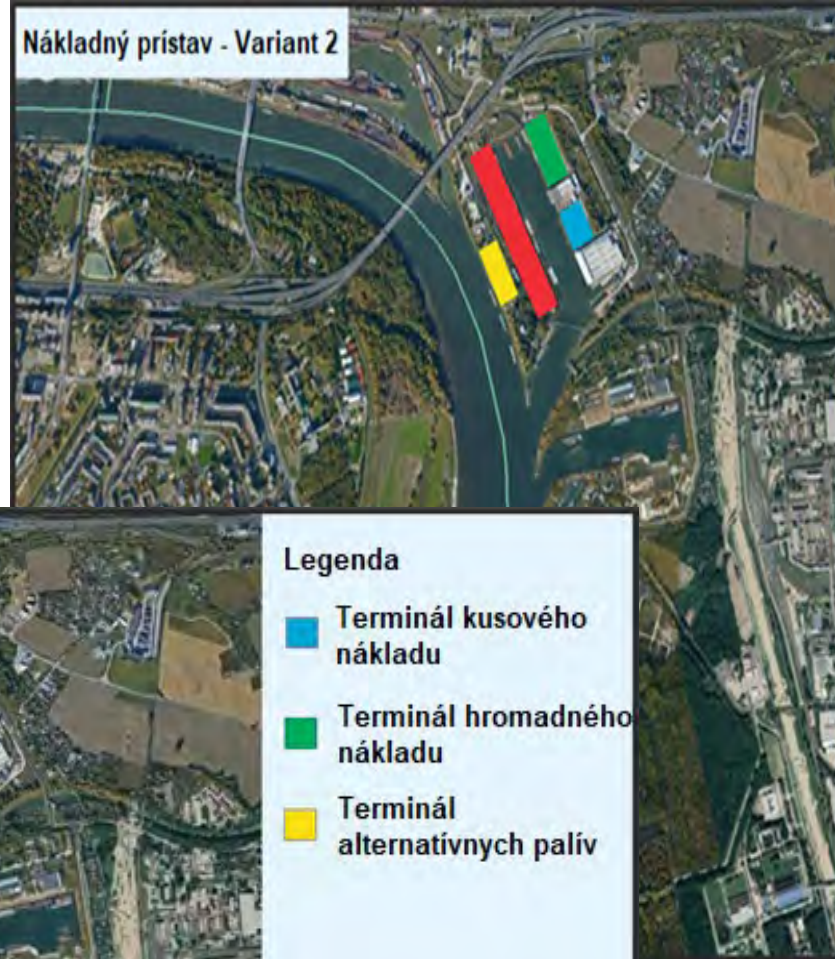 Nákladný prístav - Variant 2
Legenda
Terminál kusového
nákladu
Terminál hromadného
nákladu
Terminál
alternatívnych palív